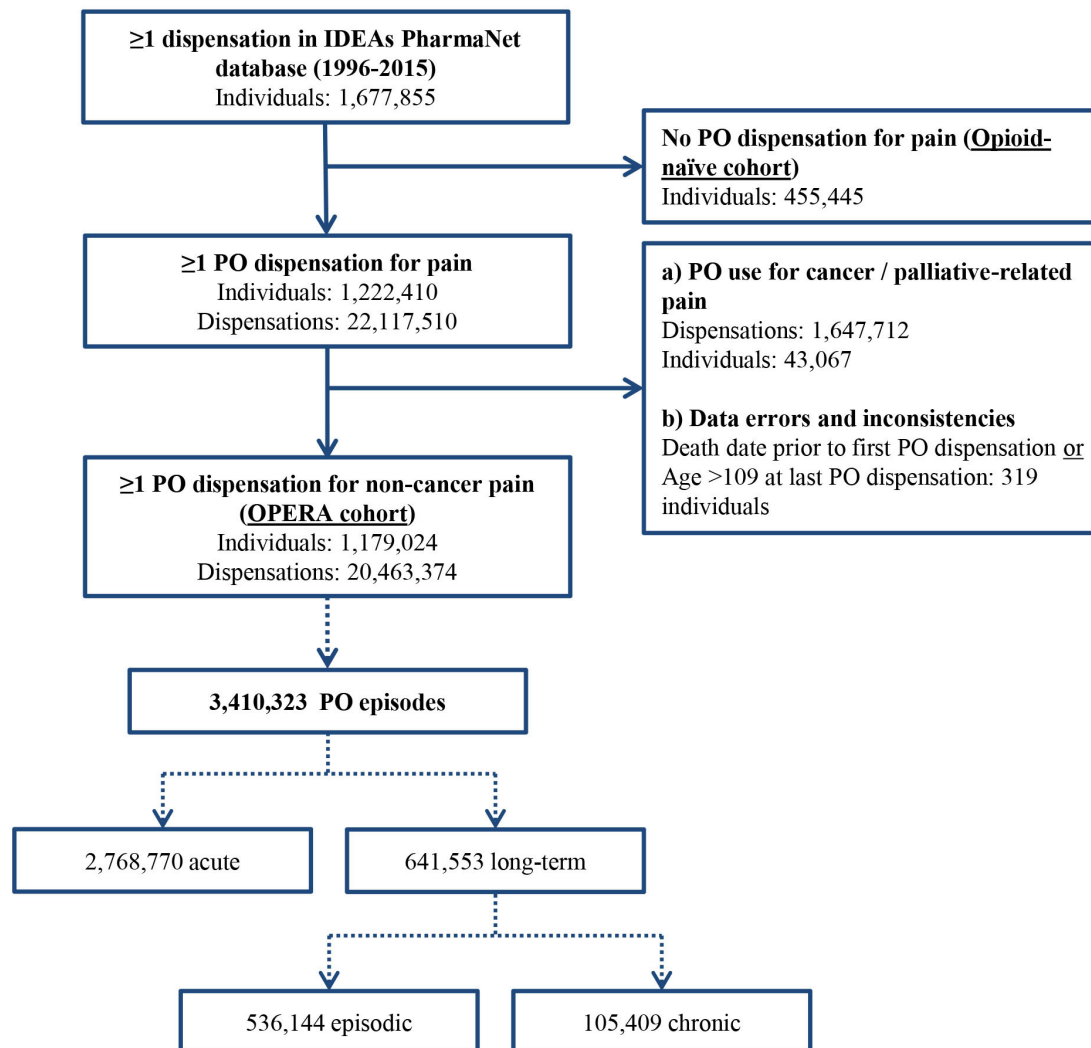 ≥1 dispensation in IDEAs PharmaNet
database (1996-2015)
Individuals: 1,677,855
No PO dispensation for pain (Opioid-
naïve cohort)
Individuals: 455,445
≥1 PO dispensation for pain
Individuals: 1,222,410
Dispensations: 22,117,510
a) PO use for cancer / palliative-related
pain
Dispensations: 1,647,712
Individuals: 43,067
b) Data errors and inconsistencies
Death date prior to first PO dispensation or
Age >109 at last PO dispensation: 319
individuals
≥1 PO dispensation for non-cancer pain
(OPERA cohort)
Individuals: 1,179,024
Dispensations: 20,463,374
3,410,323 PO episodes
2,768,770 acute
641,553 long-term
536,144 episodic
105,409 chronic